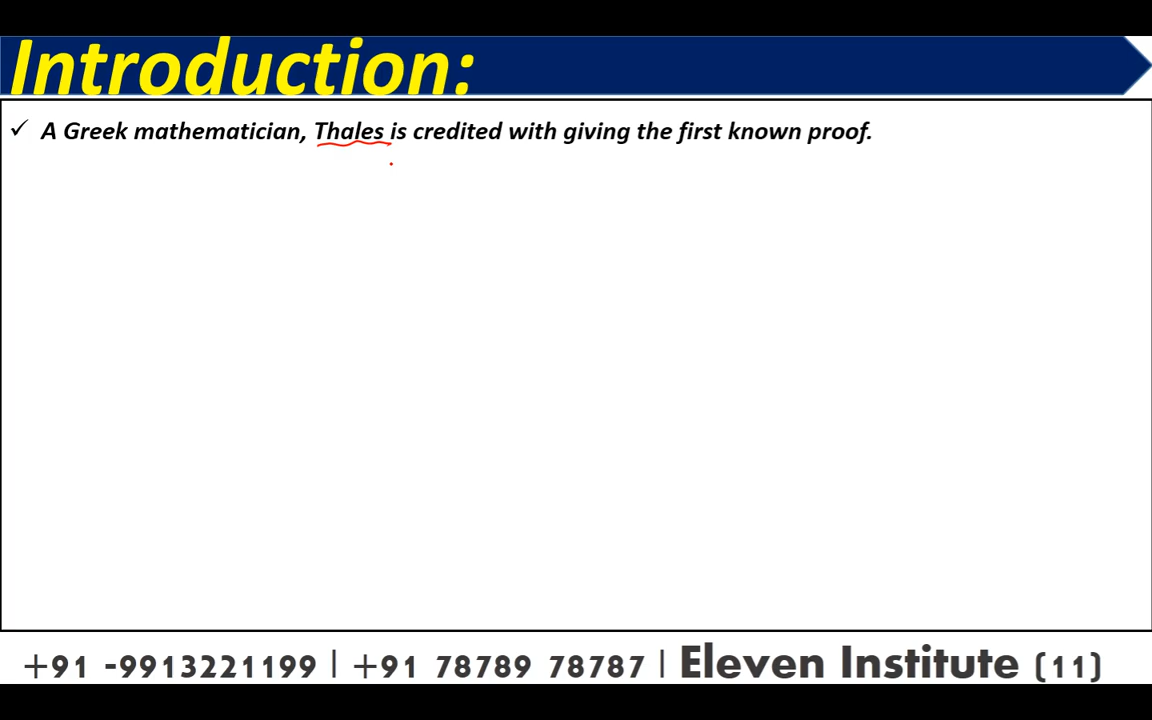 Introduction:
✓ A Greek mathematician, Thales is credited with giving the first known proof.
+91 -9913221199 | +91 78789 78787 | Eleven Institute (11)